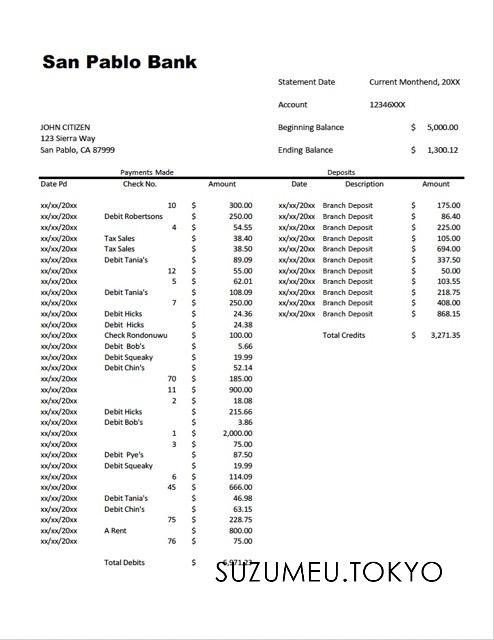 San Pablo Bank
Statement Date Current Monthend, 20XX
Account 12346XXX
JOHN CITIZEN Beginning Balance $ 5,000.00
123 Sierra Way
San Pablo, CA 87999 Ending Balance $ 1,300.12
Payments Made Deposits
Date Pd Check No. Amount Date Description Amount
xx/xx/20xx 10 $ 300.00 xx/xx/20xx Branch Deposit $ 175.00
xx/xx/20xx Debit Robertsons $ 250.00 xx/xx/20xx Branch Deposit $ 86.40
xx/xx/20xx 4 $ 54.55 xx/xx/20xx Branch Deposit $ 225.00
xx/xx/20xx Tax Sales $ 38.40 xx/xx/20xx Branch Deposit $ 105.00
xx/xx/20xx Tax Sales $ 38.50 xx/xx/20xx Branch Deposit $ 694.00
xx/xx/20xx Debit Tania's $ 89.09 xx/xx/20xx Branch Deposit $ 337.50
xx/xx/20xx 12 $ 55.00 xx/xx/20xx Branch Deposit $ 50.00
xx/xx/20xx 5 $ 62.01 xx/xx/20xx Branch Deposit $ 103.55
xx/xx/20xx Debit Tania's $ 108.09 xx/xx/20xx Branch Deposit $ 218.75
xx/xx/20xx 7 $ 250.00 xx/xx/20xx Branch Deposit $ 408.00
xx/xx/20xx Debit Hicks $ 24.36 xx/xx/20xx Branch Deposit $ 868.15
xx/xx/20xx Debit Hicks $ 24.38
xx/xx/20xx Check Rondonuwu $ 100.00 Total Credits $ 3,271.35
xx/xx/20xx Debit Bob's $ 5.66
xx/xx/20xx Debit Squeaky $ 19.99
xx/xx/20xx Debit Chin's $ 52.14
xx/xx/20xx 70 $ 185.00
xx/xx/20xx 11 $ 900.00
xx/xx/20xx 2 $ 18.08
xx/xx/20xx Debit Hicks $ 215.66
xx/xx/20xx Debit Bob's $ 3.86
xx/xx/20xx 1 $ 2,000.00
xx/xx/20xx 3 $ 75.00
xx/xx/20xx Debit Pye's $ 87.50
xx/xx/20xx Debit Squeaky $ 19.99
xx/xx/20xx 6 $ 114.09
xx/xx/20xx 45 $ 666.00
xx/xx/20xx Debit Tania's $ 46.98
xx/xx/20xx Debit Chin's $ 63.15
xx/xx/20xx 75 $ 228.75
xx/xx/20xx A Rent $ 800.00
xx/xx/20xx 76 $ 75.00
Total Debits $ 6,971.23
SUZUMEU.TOKYO